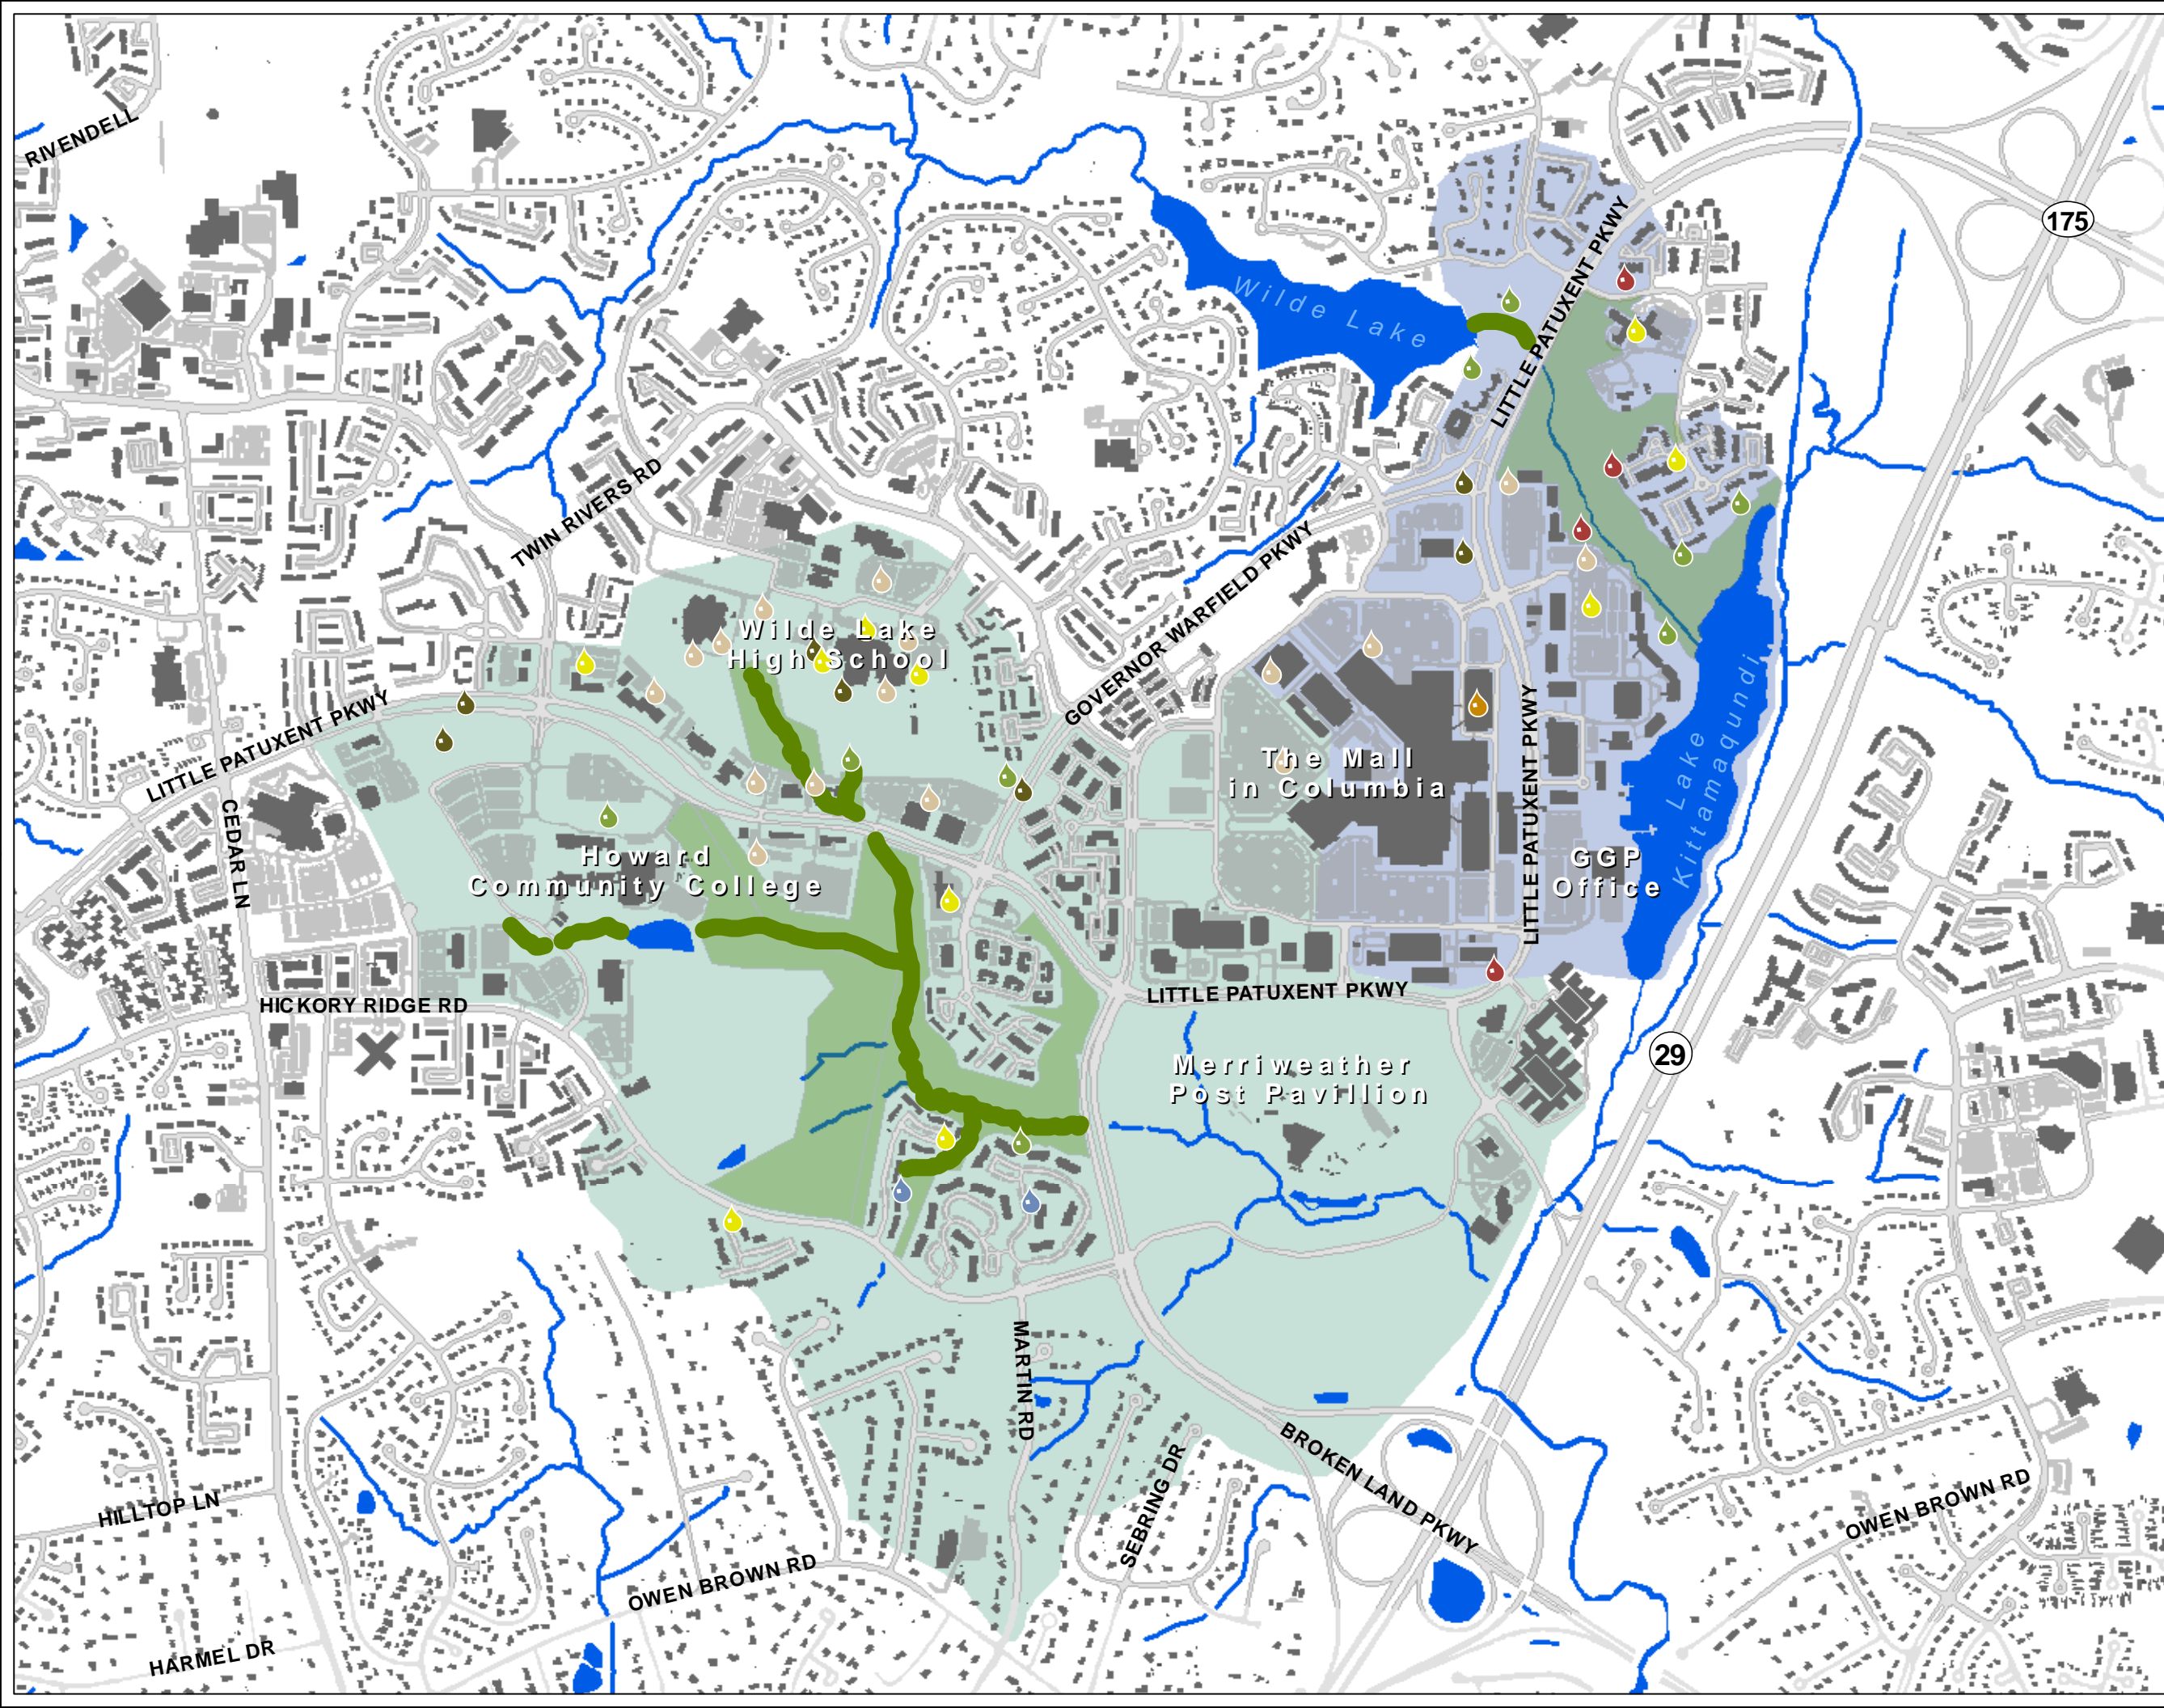 RIVENDELL
175
LITTLE PATUXENT PKWY
Wilde Lake
TWIN RIVERS RD
GOVERNOR WARFIELD PKWY
Wilde Lake
High School
LITTLE PATUXENT PKWY
LITTLE PATUXENT PKWY
Lake
Kittamaqundi
The Mall
in Columbia
CEDAR LN
Howard
Community College
GGP
Office
LITTLE PATUXENT PKWY
HICKORY RIDGE RD
29
Merriweather
Post Pavillion
MARTIN RD
SEBRING DR
BROKEN LAND PKWY
HILLTOP LN
OWEN BROWN RD
OWEN BROWN RD
HARMEL DR